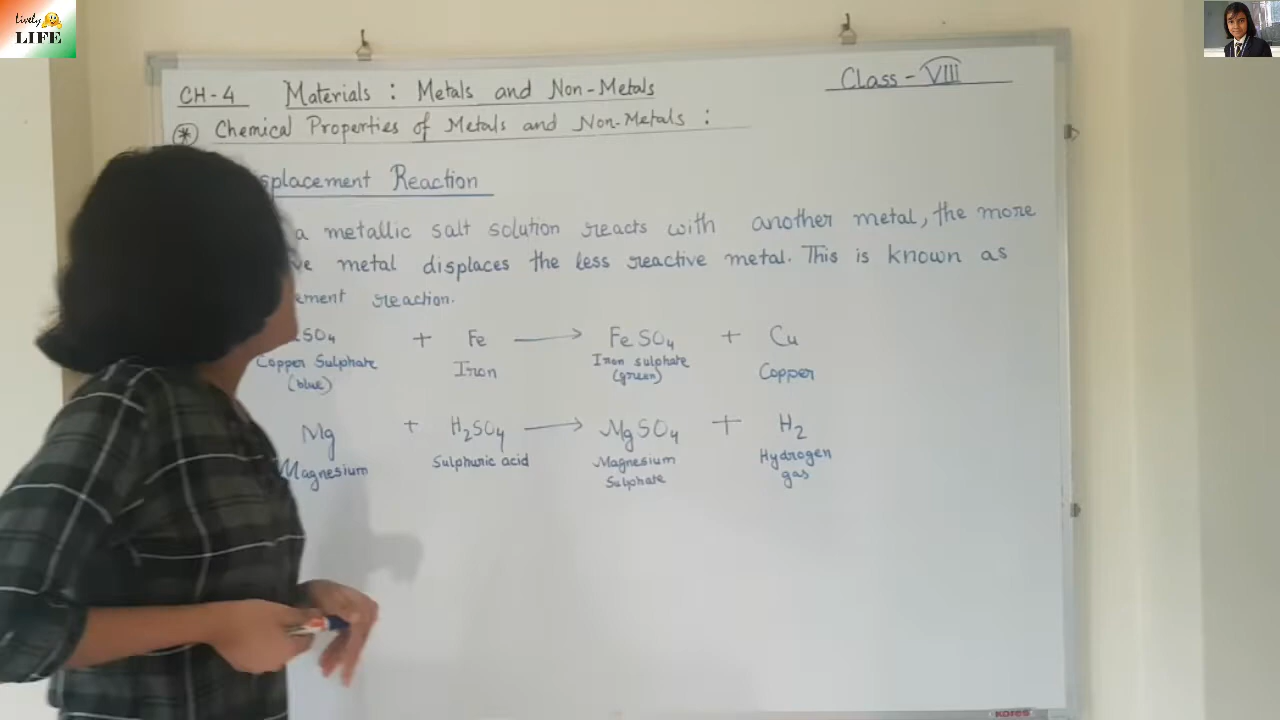 Lively
LIFE
CH-4 Materials : Metals and Non-Metals
Class - VIII
* Chemical Properties of Metals and Non-Metals :
splacement Reaction
a metallic salt solution reacts with another metal, the more
ve metal displaces the less reactive metal. This is known as
ement reaction.
SO4 + Fe → FeSO4 + Cu
Copper Sulphate Iron Iron sulphate Copper
(blue) (green)
Mg + H2SO4 → MgSO4 + H2
Magnesium Sulphuric acid Magnesium Hydrogen
Sulphate gas
KORES